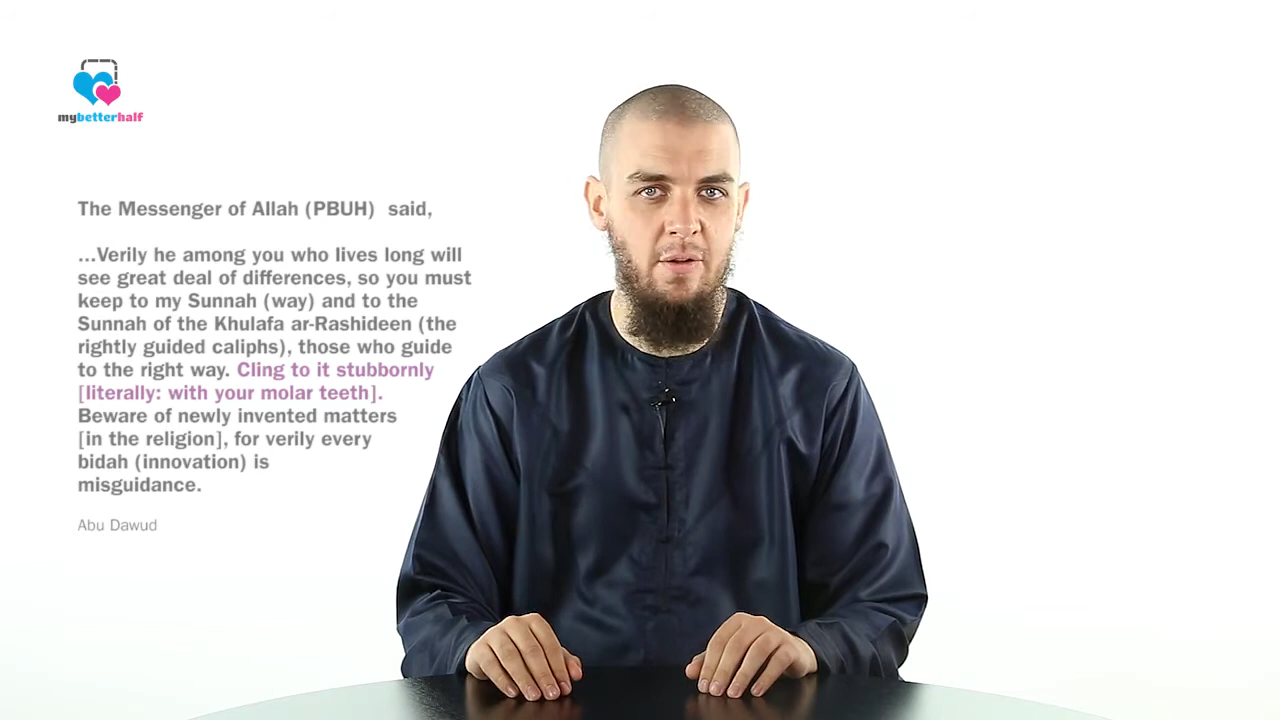 mybetterhalf
The Messenger of Allah (PBUH) said,
...Verily he among you who lives long will
see great deal of differences, so you must
keep to my Sunnah (way) and to the
Sunnah of the Khulafa ar-Rashideen (the
rightly guided caliphs), those who guide
to the right way. Cling to it stubbornly
[literally: with your molar teeth].
Beware of newly invented matters
[in the religion], for verily every
bidah (innovation) is
misguidance.
Abu Dawud